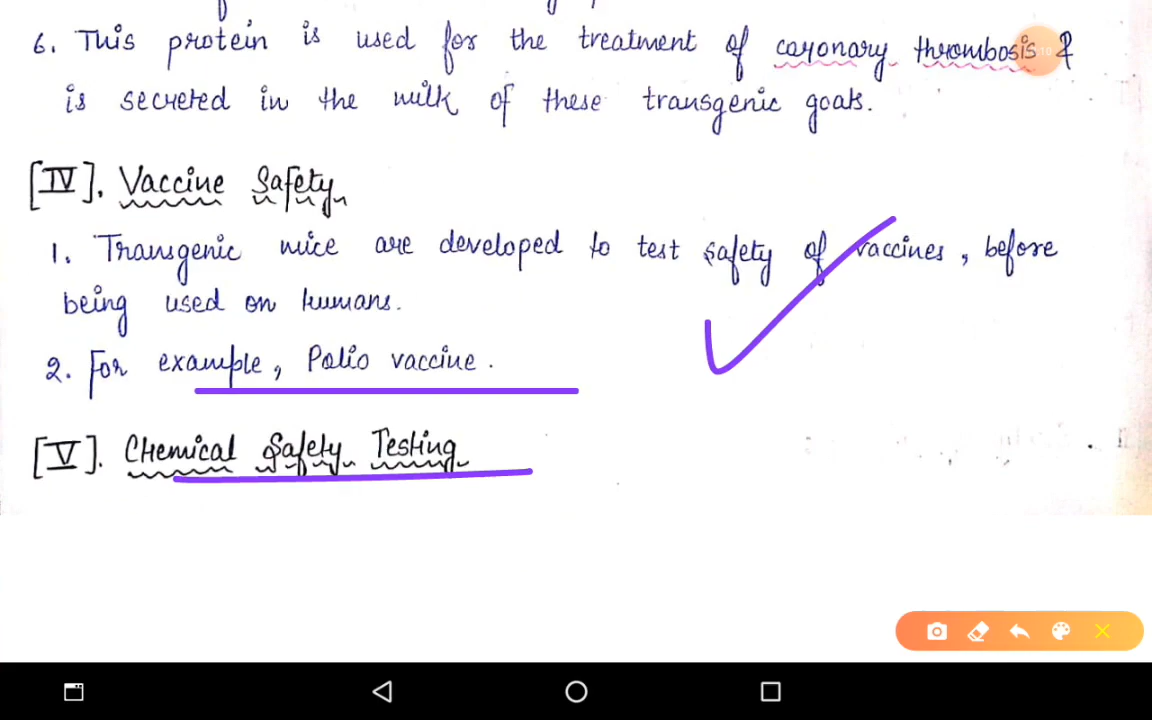 6. This protein is used for the treatment of coronary thrombosis &
is secreted in the milk of these transgenic goats.
[IV]. Vaccine Safety
1. Transgenic mice are developed to test safety of vaccines, before
being used on humans.
2. For example, Polio vaccine.
[V]. Chemical Safety Testing